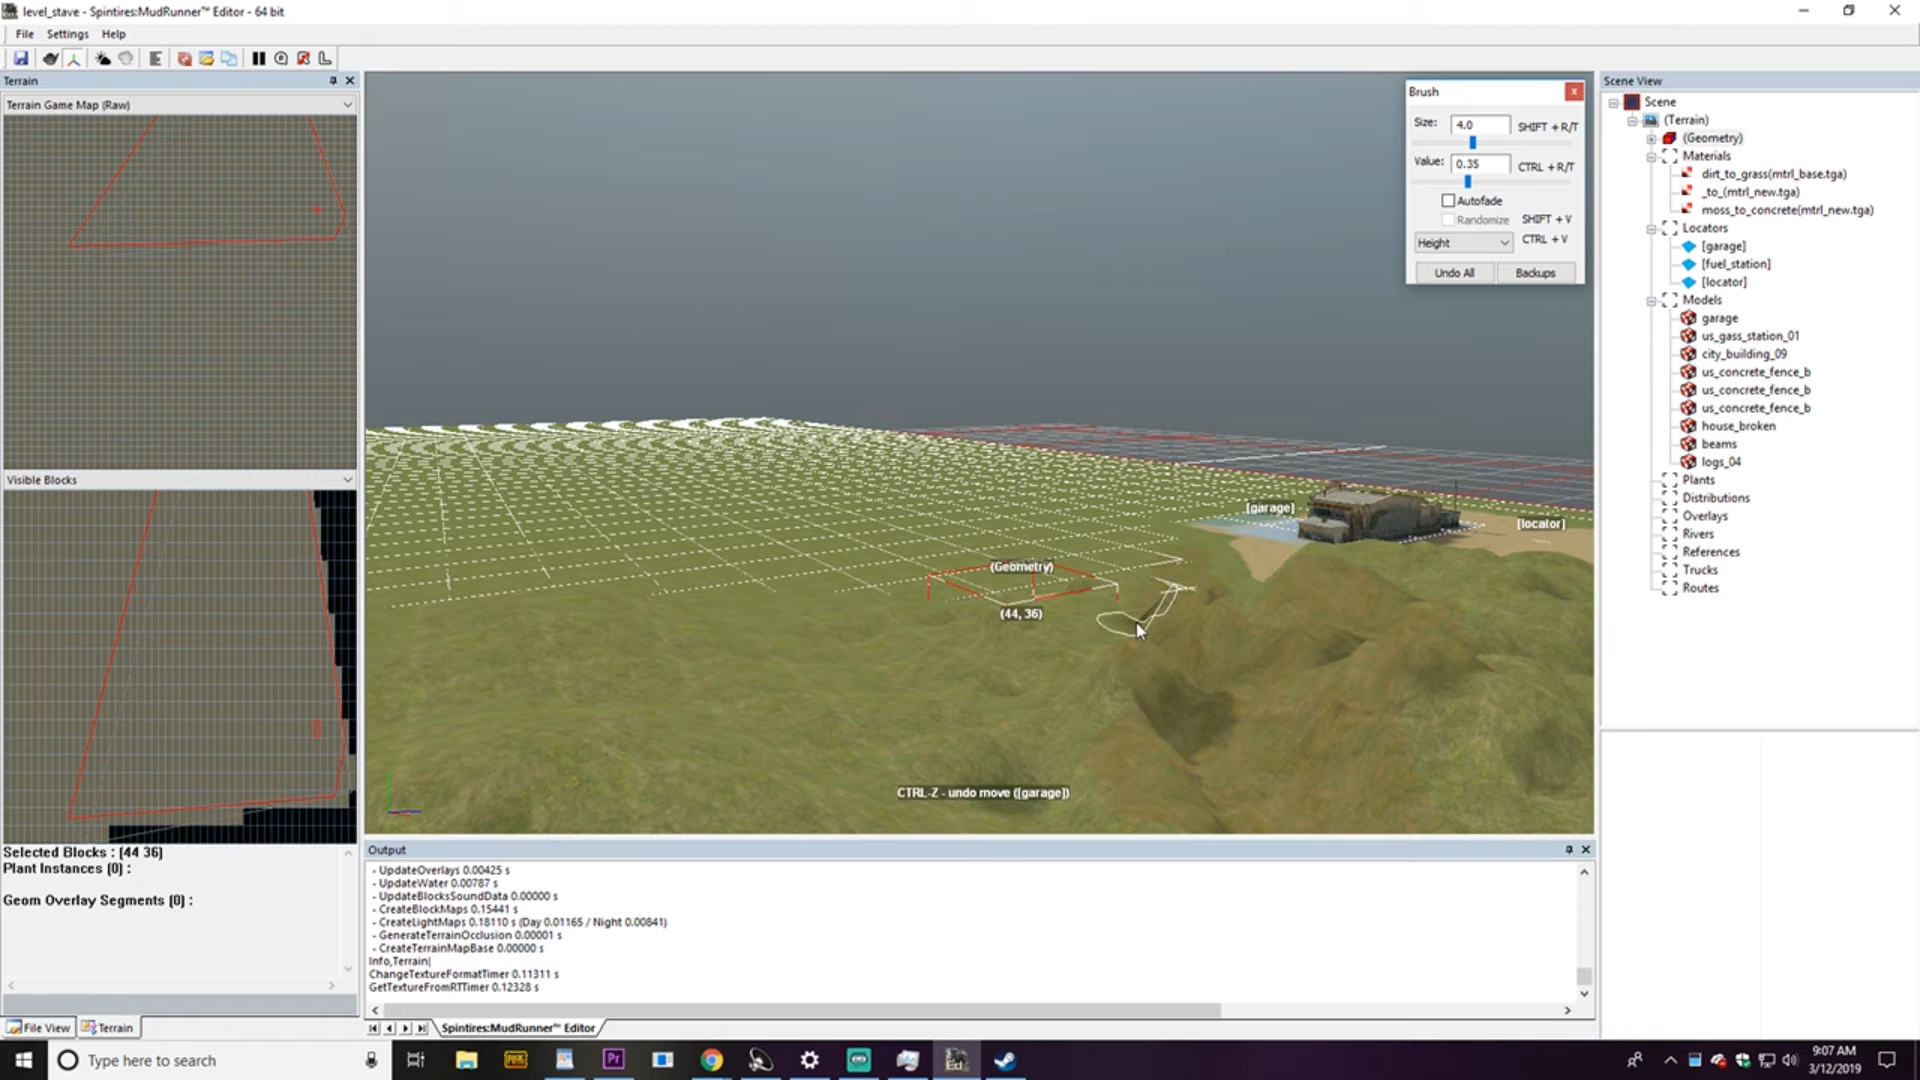 level_stave - Spintires:MudRunner™ Editor - 64 bit
File Settings Help
Terrain
Terrain Game Map (Raw)
Visible Blocks
Selected Blocks : [44 36]
Plant Instances [0] :
Geom Overlay Segments [0] :
File View Terrain
Brush
Size: 4.0 SHIFT + R/T
Value: 0.35 CTRL + R/T
Autofade
Randomize SHIFT + V
Height CTRL + V
Undo All Backups
[garage]
[locator]
(Geometry)
(44, 36)
CTRL-Z - undo move ([garage])
Output
- UpdateOverlays 0.00425 s
- UpdateWater 0.00787 s
- UpdateBlocksSoundData 0.00000 s
- CreateBlockMaps 0.15441 s
- CreateLightMaps 0.18110 s (Day 0.01165 / Night 0.00841)
- GenerateTerrainOcclusion 0.00001 s
- CreateTerrainMapBase 0.00000 s
Info,Terrain|
ChangeTextureFormatTimer 0.11311 s
GetTextureFromRTTimer 0.12328 s
Spintires:MudRunner™ Editor
Scene View
Scene
(Terrain)
(Geometry)
Materials
dirt_to_grass(mtrl_base.tga)
_to_(mtrl_new.tga)
moss_to_concrete(mtrl_new.tga)
Locators
[garage]
[fuel_station]
[locator]
Models
garage
us_gass_station_01
city_building_09
us_concrete_fence_b
us_concrete_fence_b
us_concrete_fence_b
house_broken
beams
logs_04
Plants
Distributions
Overlays
Rivers
References
Trucks
Routes
Type here to search
Pr
Ed
9:07 AM
3/12/2019